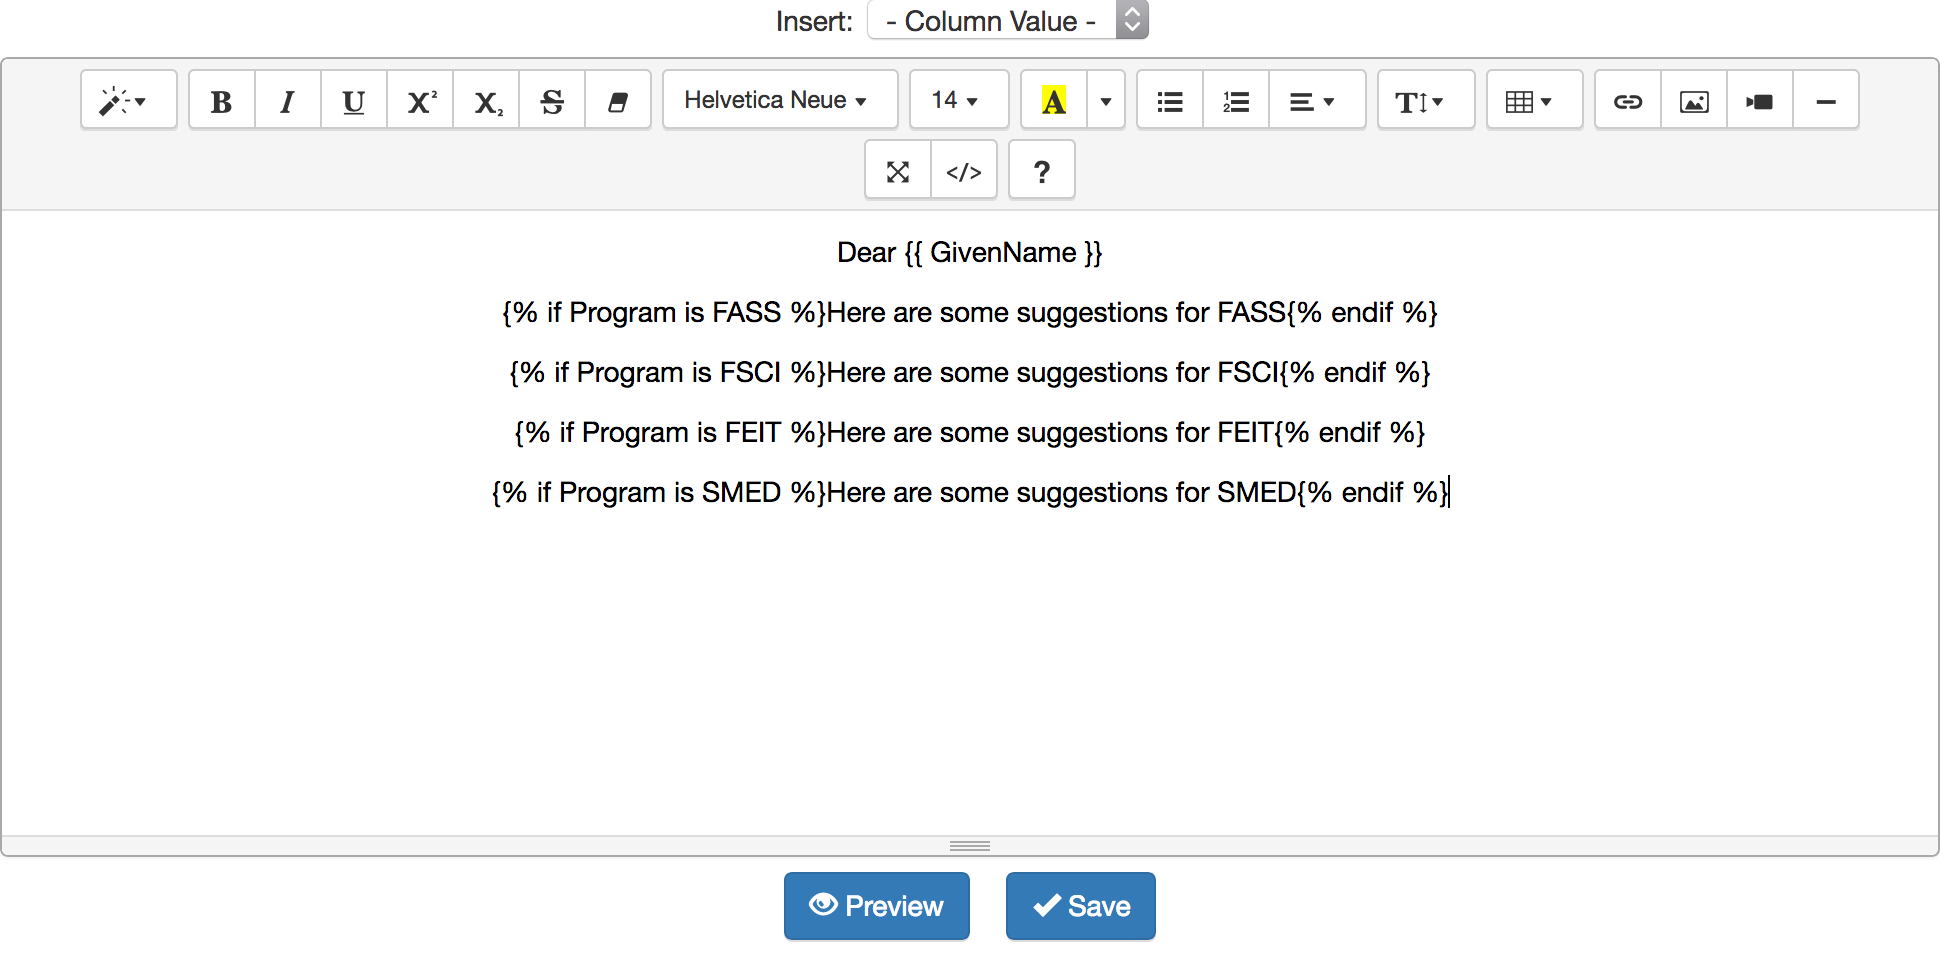 Insert: - Column Value -
B I U X² X₂ S Helvetica Neue 14 A T
</> ?
Dear {{ GivenName }}
{% if Program is FASS %}Here are some suggestions for FASS{% endif %}
{% if Program is FSCI %}Here are some suggestions for FSCI{% endif %}
{% if Program is FEIT %}Here are some suggestions for FEIT{% endif %}
{% if Program is SMED %}Here are some suggestions for SMED{% endif %}
Preview Save